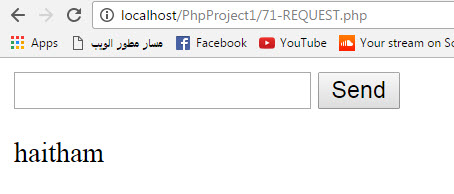 localhost/PhpProject1/71-REQUEST.php
Apps مسار مطور الويب Facebook YouTube Your stream on So
Send
haitham